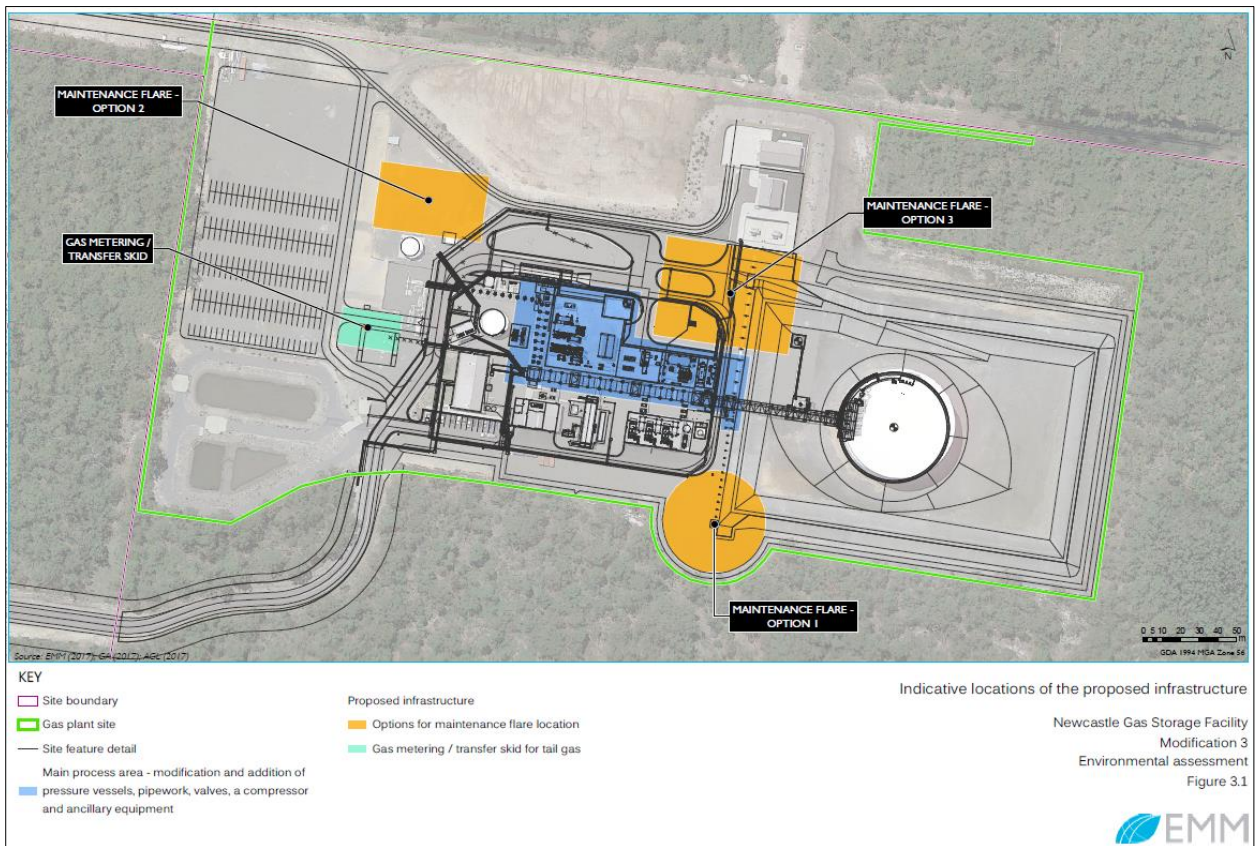 MAINTENANCE FLARE -
OPTION 2
N
MAINTENANCE FLARE -
OPTION 3
GAS METERING /
TRANSFER SKID
MAINTENANCE FLARE -
OPTION 1
0 5 10 20 30 40 50
m
GDA 1994 MGA Zone 56
Source: EMM (2017); GA (2017); AGL (2017)
KEY
Site boundary
Gas plant site
Site feature detail
Main process area - modification and addition of
pressure vessels, pipework, valves, a compressor
and ancillary equipment
Proposed infrastructure
Options for maintenance flare location
Gas metering / transfer skid for tail gas
Indicative locations of the proposed infrastructure
Newcastle Gas Storage Facility
Modification 3
Environmental assessment
Figure 3.1
EMM